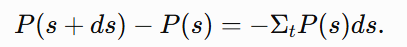 P(s + ds) − P(s) = −Σ_t P(s)ds.